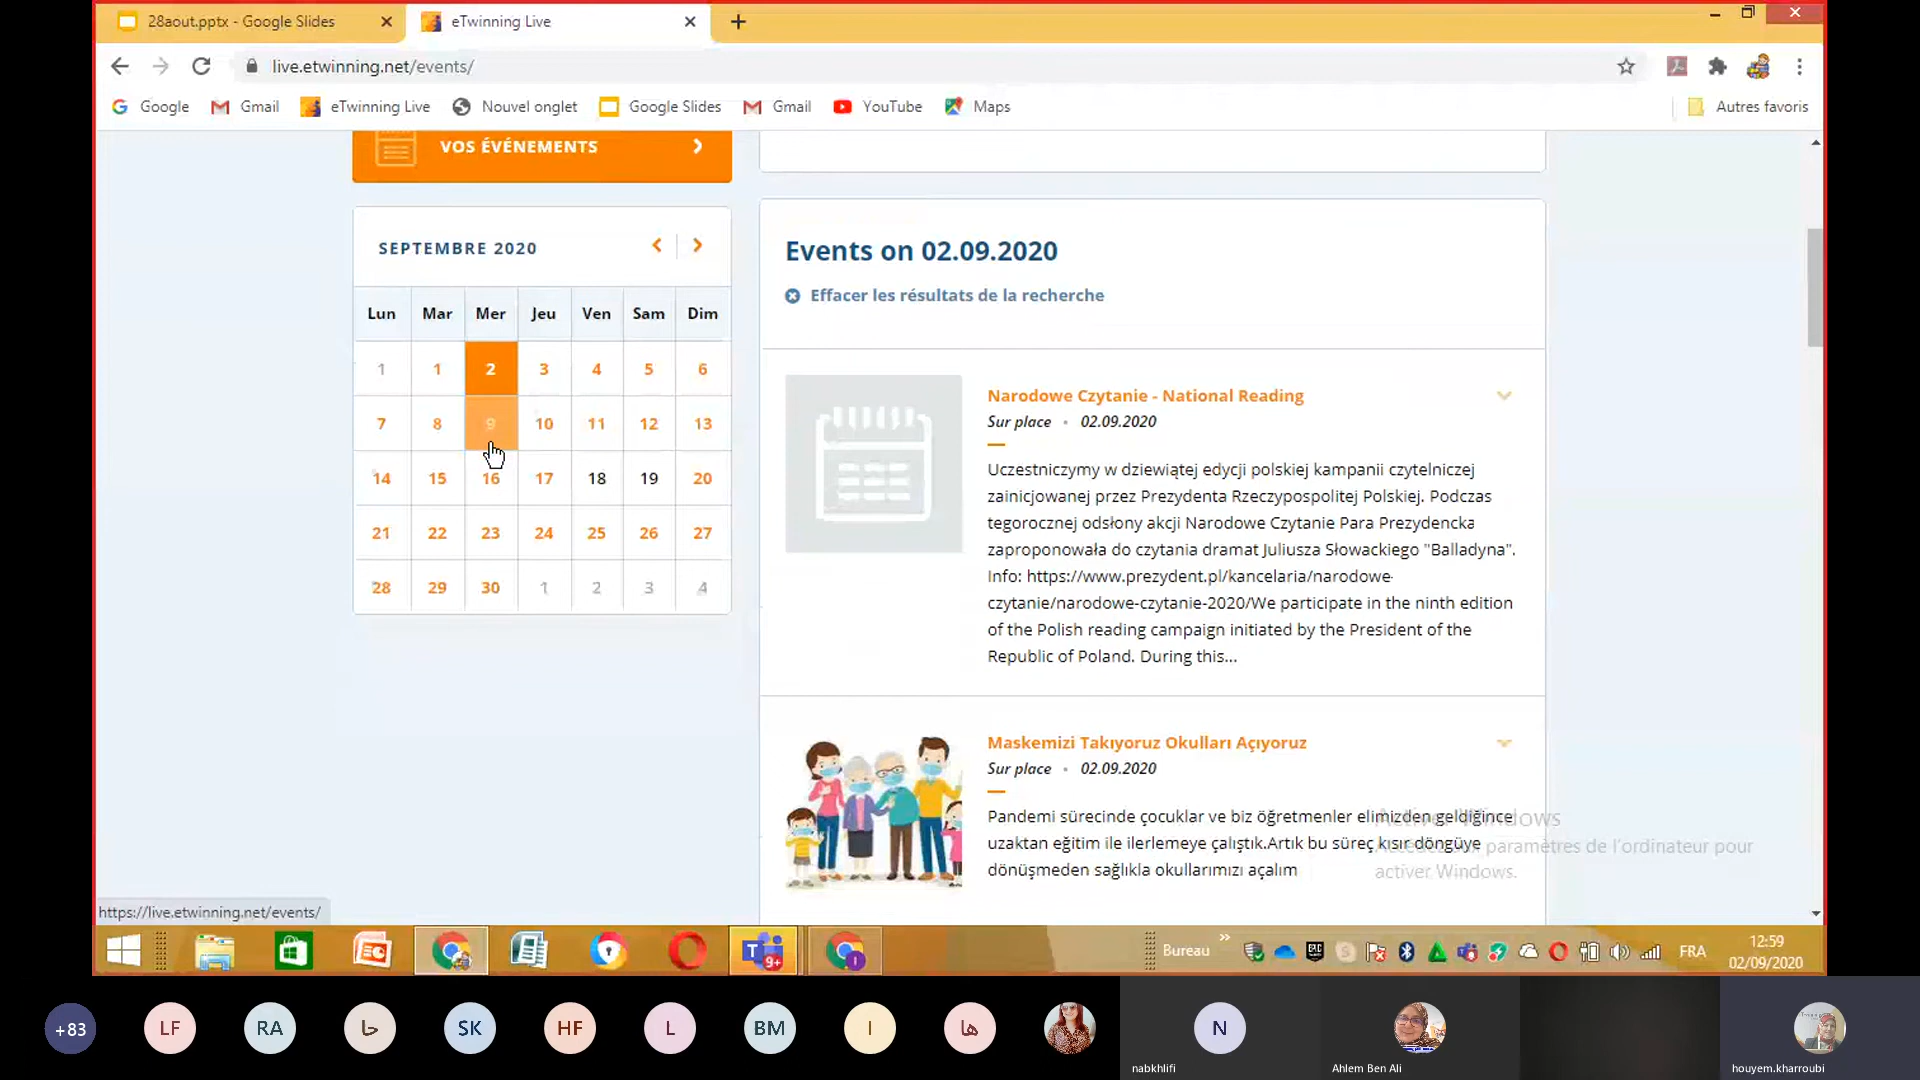 28aout.pptx - Google Slides
eTwinning Live
live.etwinning.net/events/
Google
Gmail
eTwinning Live
Nouvel onglet
Google Slides
Gmail
YouTube
Maps
Autres favoris
VOS ÉVÉNEMENTS
SEPTEMBRE 2020
Lun Mar Mer Jeu Ven Sam Dim
1 1 2 3 4 5 6
7 8 9 10 11 12 13
14 15 16 17 18 19 20
21 22 23 24 25 26 27
28 29 30 1 2 3 4
Events on 02.09.2020
Effacer les résultats de la recherche
Narodowe Czytanie - National Reading
Sur place • 02.09.2020
Uczestniczymy w dziewiątej edycji polskiej kampanii czytelniczej
zainicjowanej przez Prezydenta Rzeczypospolitej Polskiej. Podczas
tegorocznej odsłony akcji Narodowe Czytanie Para Prezydencka
zaproponowała do czytania dramat Juliusza Słowackiego "Balladyna".
Info: https://www.prezydent.pl/kancelaria/narodowe-
czytanie/narodowe-czytanie-2020/We participate in the ninth edition
of the Polish reading campaign initiated by the President of the
Republic of Poland. During this...
Maskemizi Takıyoruz Okulları Açıyoruz
Sur place • 02.09.2020
Pandemi sürecinde çocuklar ve biz öğretmenler elimizden geldiğince
uzaktan eğitim ile ilerlemeye çalıştık.Artık bu süreç kısır döngüye
dönüşmeden sağlıkla okullarımızı açalım
paramètres de l'ordinateur pour
activer Windows.
https://live.etwinning.net/events/
9+
Bureau
FRA
12:59
02/09/2020
+83
LF
RA
حا
SK
HF
L
BM
I
ها
N
nabkhlifi
Ahlem Ben Ali
houyem.kharroubi